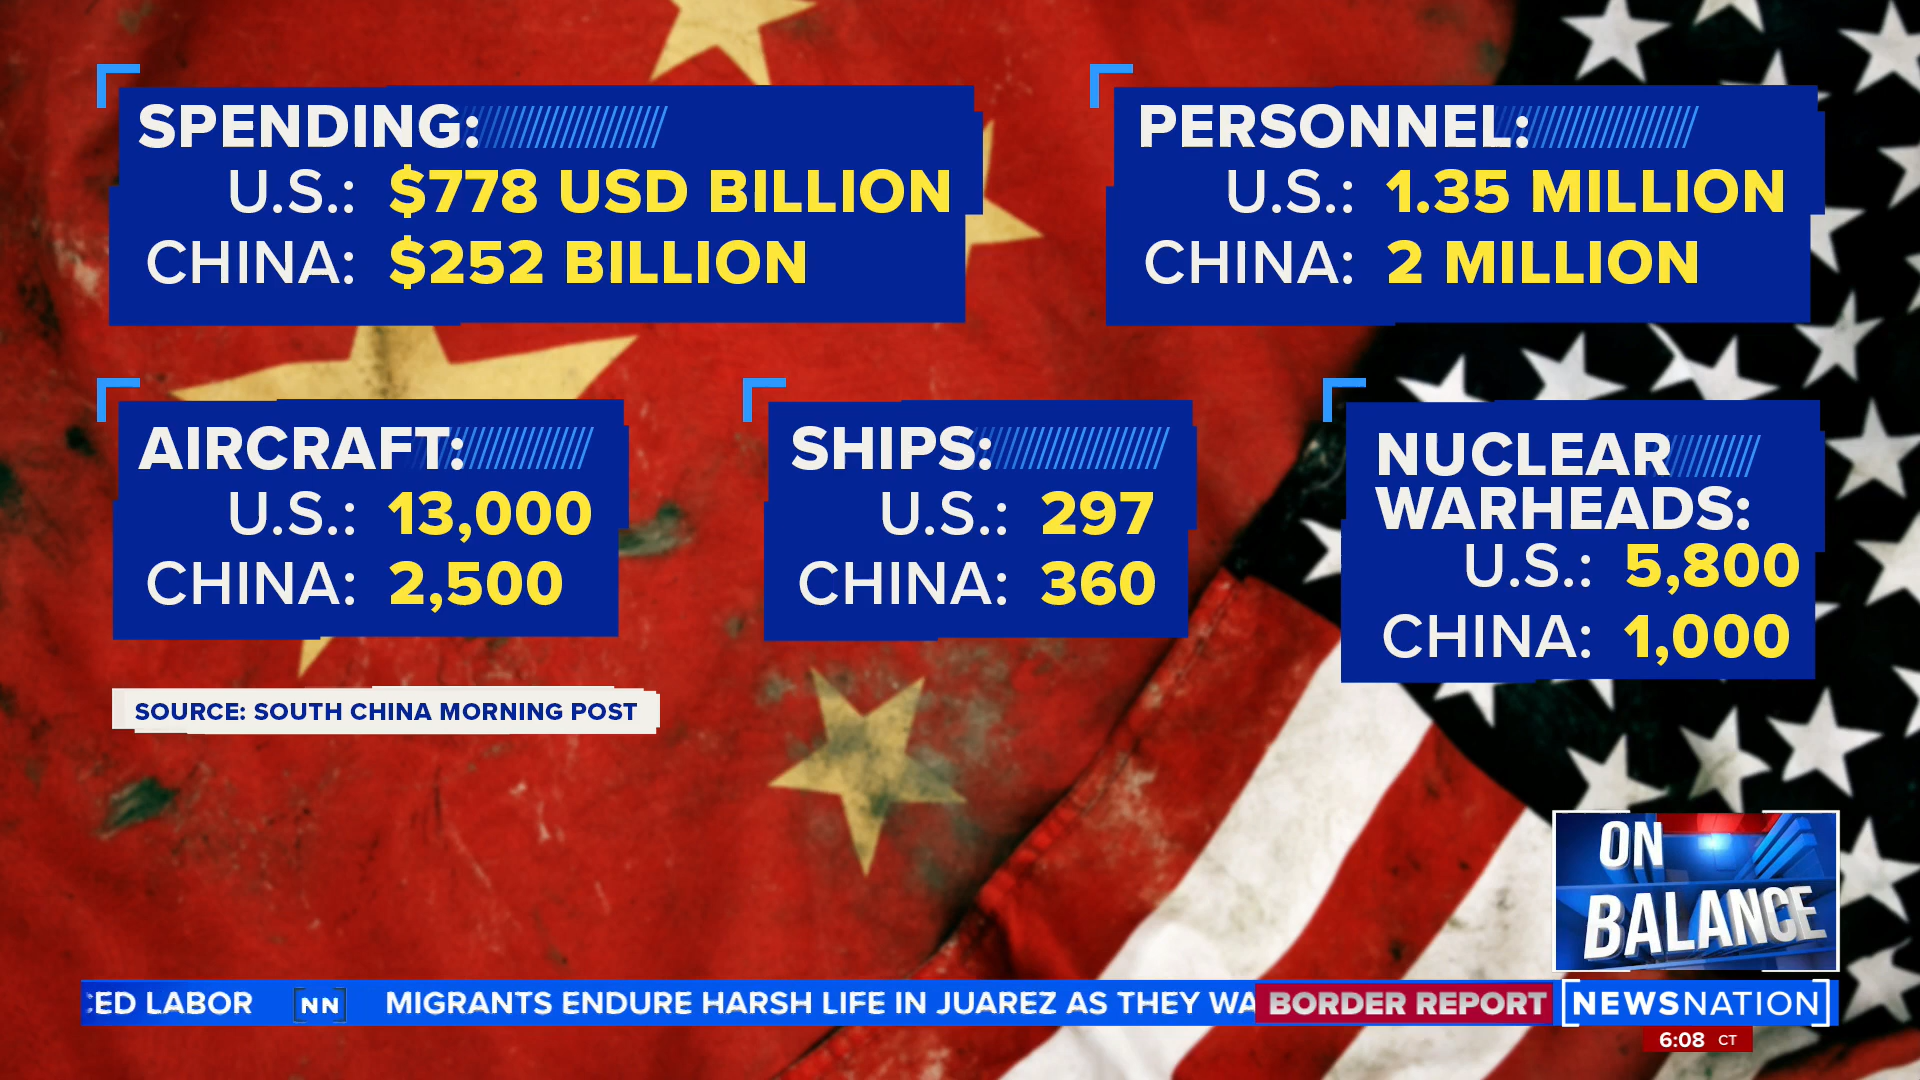 SPENDING:
U.S.: $778 USD BILLION
CHINA: $252 BILLION
PERSONNEL:
U.S.: 1.35 MILLION
CHINA: 2 MILLION
AIRCRAFT:
U.S.: 13,000
CHINA: 2,500
SHIPS:
U.S.: 297
CHINA: 360
NUCLEAR
WARHEADS:
U.S.: 5,800
CHINA: 1,000
SOURCE: SOUTH CHINA MORNING POST
ON
BALANCE
ED LABOR NN MIGRANTS ENDURE HARSH LIFE IN JUAREZ AS THEY WA BORDER REPORT NEWSNATION
6:08 CT